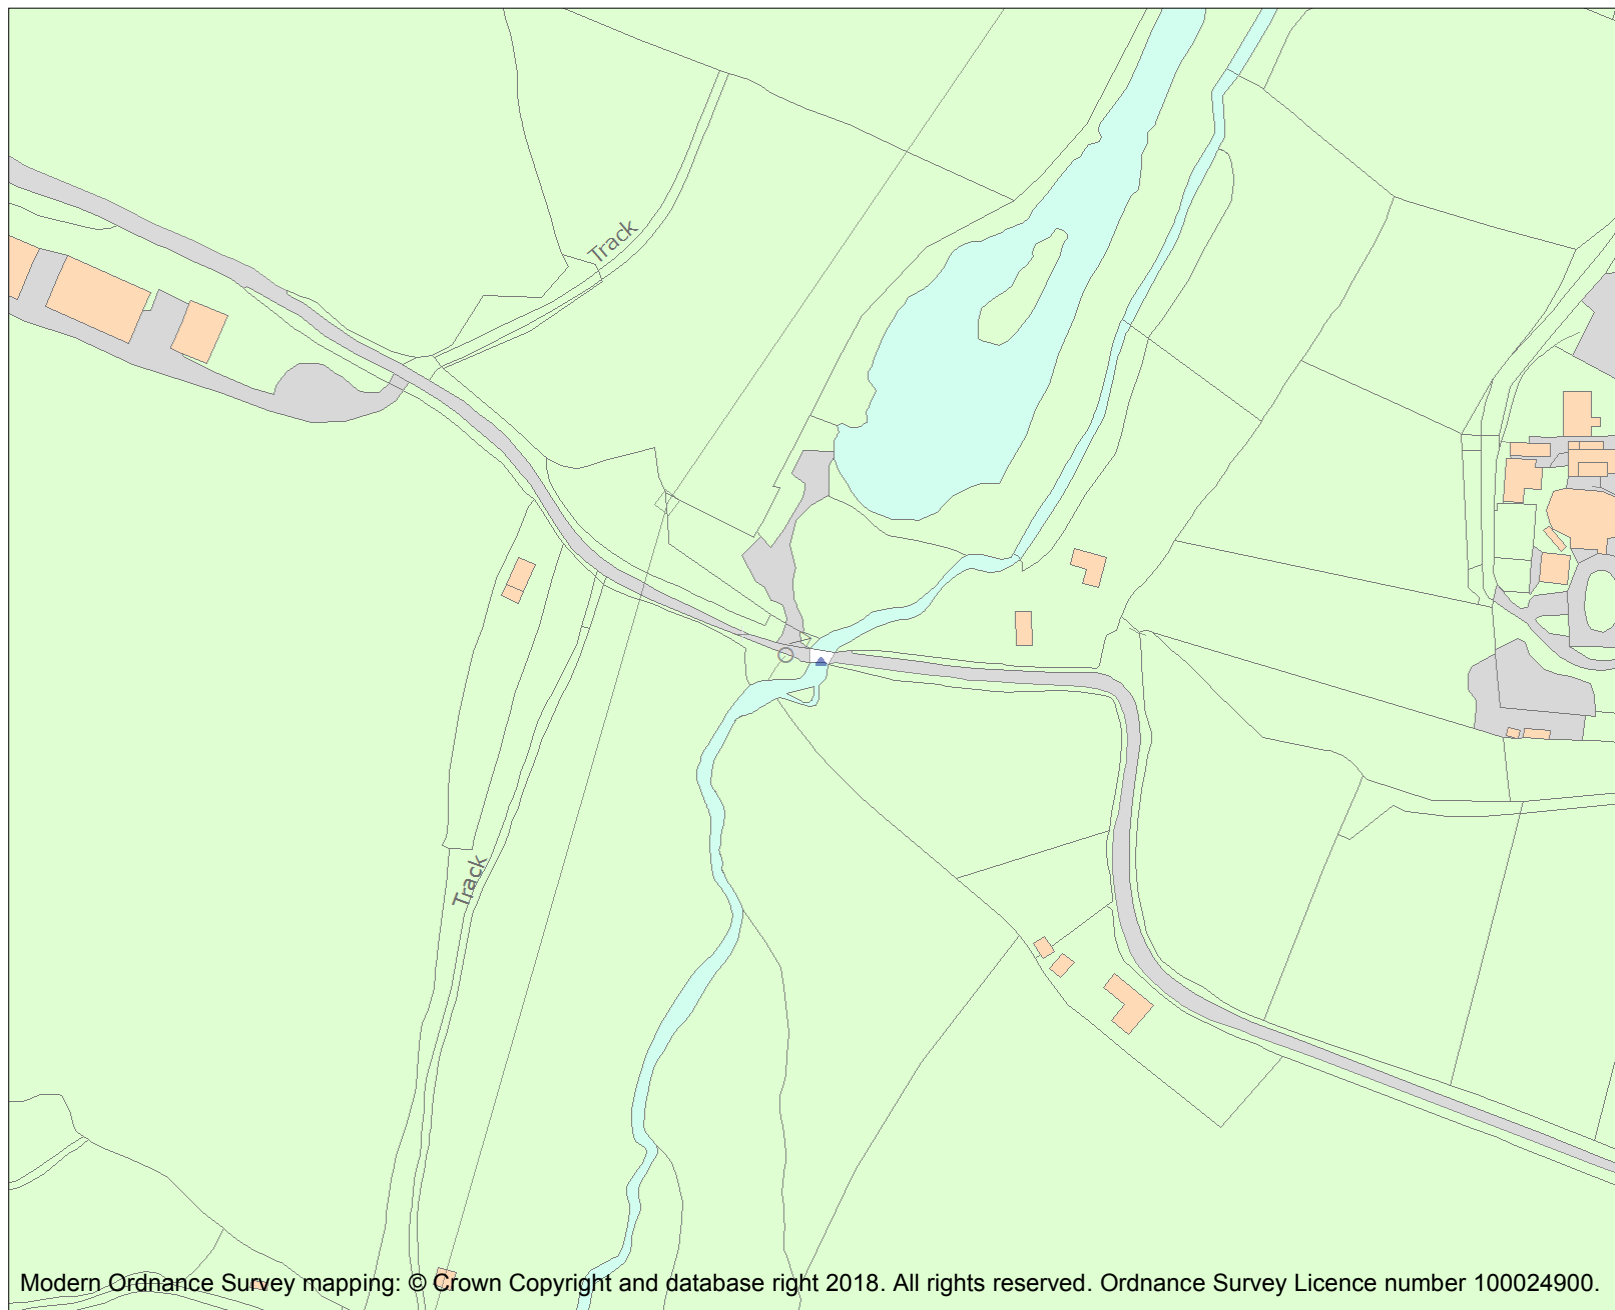 Track
Track
Modern Ordnance Survey mapping: © Crown Copyright and database right 2018. All rights reserved. Ordnance Survey Licence number 100024900.